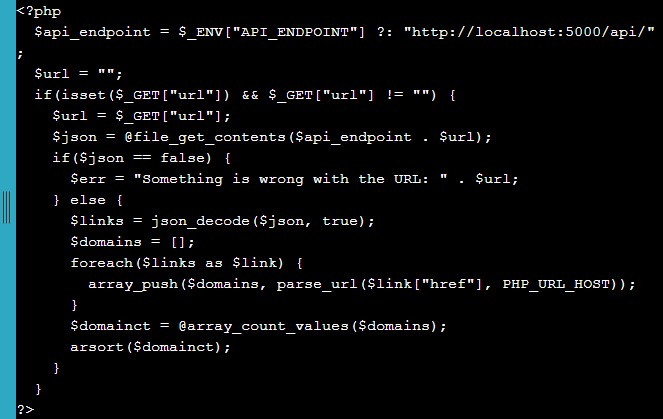 <?php
  $api_endpoint = $_ENV["API_ENDPOINT"] ?: "http://localhost:5000/api/"
;
  $url = "";
  if(isset($_GET["url"]) && $_GET["url"] != "") {
    $url = $_GET["url"];
    $json = @file_get_contents($api_endpoint . $url);
    if($json == false) {
      $err = "Something is wrong with the URL: " . $url;
    } else {
      $links = json_decode($json, true);
      $domains = [];
      foreach($links as $link) {
        array_push($domains, parse_url($link["href"], PHP_URL_HOST));
      }
      $domainct = @array_count_values($domains);
      arsort($domainct);
    }
  }
?>